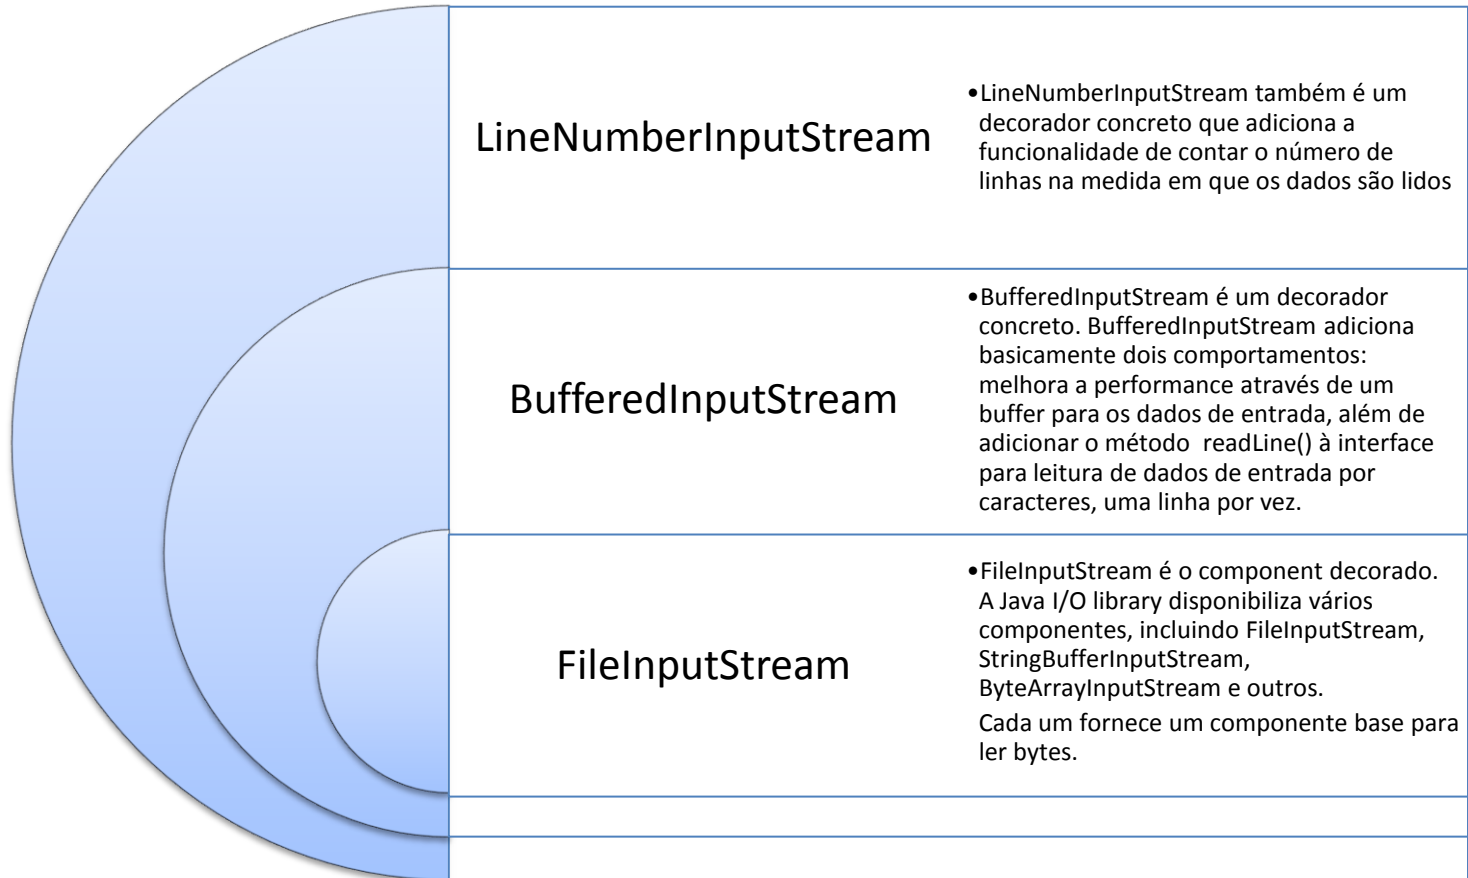 LineNumberInputStream
•LineNumberInputStream também é um
decorador concreto que adiciona a
funcionalidade de contar o número de
linhas na medida em que os dados são lidos
BufferedInputStream
•BufferedInputStream é um decorador
concreto. BufferedInputStream adiciona
basicamente dois comportamentos:
melhora a performance através de um
buffer para os dados de entrada, além de
adicionar o método  readLine() à interface
para leitura de dados de entrada por
caracteres, uma linha por vez.
FileInputStream
•FileInputStream é o component decorado.
A Java I/O library disponibiliza vários
componentes, incluindo FileInputStream,
StringBufferInputStream,
ByteArrayInputStream e outros.
Cada um fornece um componente base para
ler bytes.